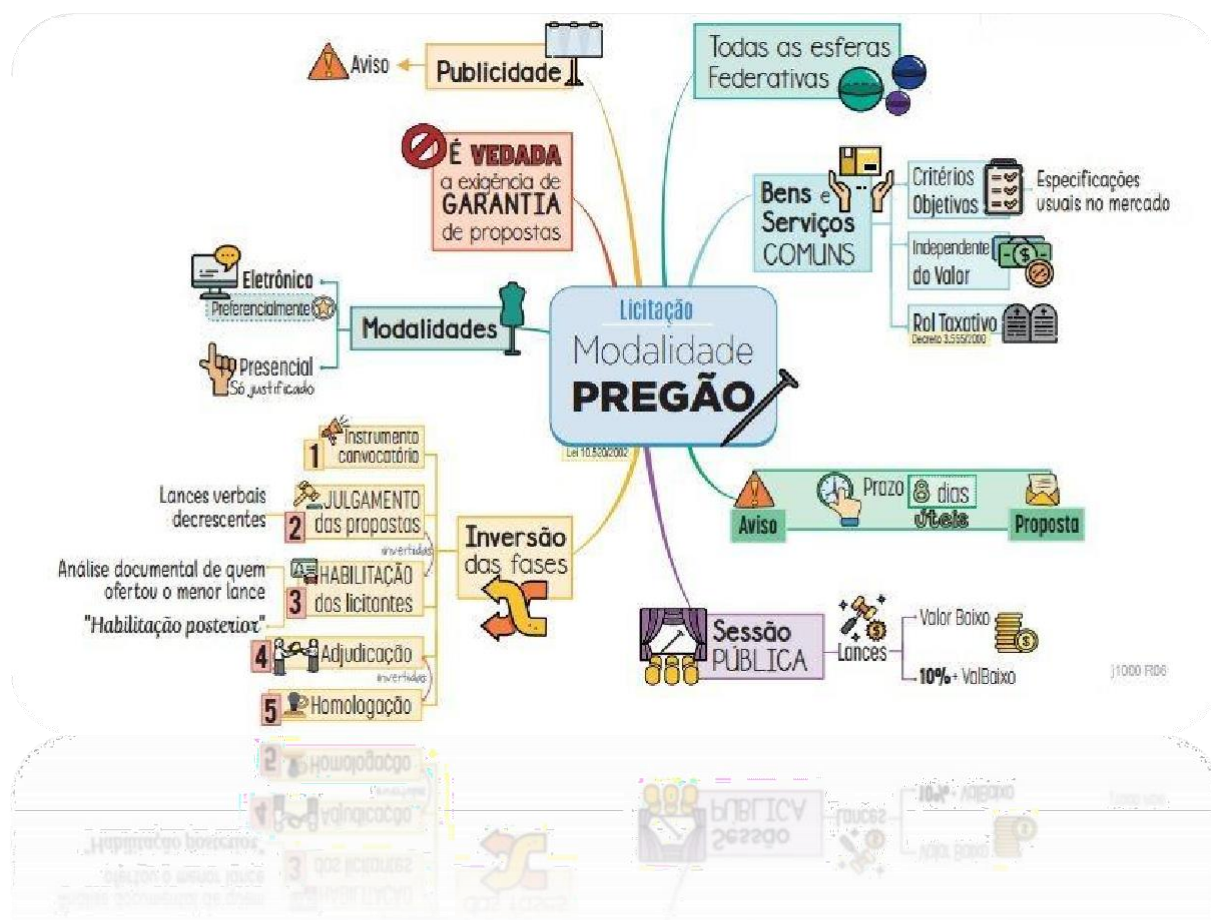 Aviso
Publicidade
Todas as esferas
Federativas
É VEDADA
a exigência de
GARANTIA
de propostas
Bens e
Serviços
COMUNS
Critérios
Objetivos
Especificações
usuais no mercado
Independente
do Valor
Rol Taxativo
Decreto 3.555/2000
Eletrônico
Preferencialmente
Presencial
Só justificado
Modalidades
Licitação
Modalidade
PREGÃO
Lei 10.520/2002
1
Instrumento
convocatório
Lances verbais
decrescentes
2
JULGAMENTO
das propostas
invertidas
Análise documental de quem
ofertou o menor lance
"Habilitação posterior"
3
HABILITAÇÃO
dos licitantes
4
Adjudicação
invertidas
5
Homologação
Inversão
das fases
Aviso
Prazo 8 dias
úteis
Proposta
Sessão
PÚBLICA
Lances
Valor Baixo
10% + ValBaixo